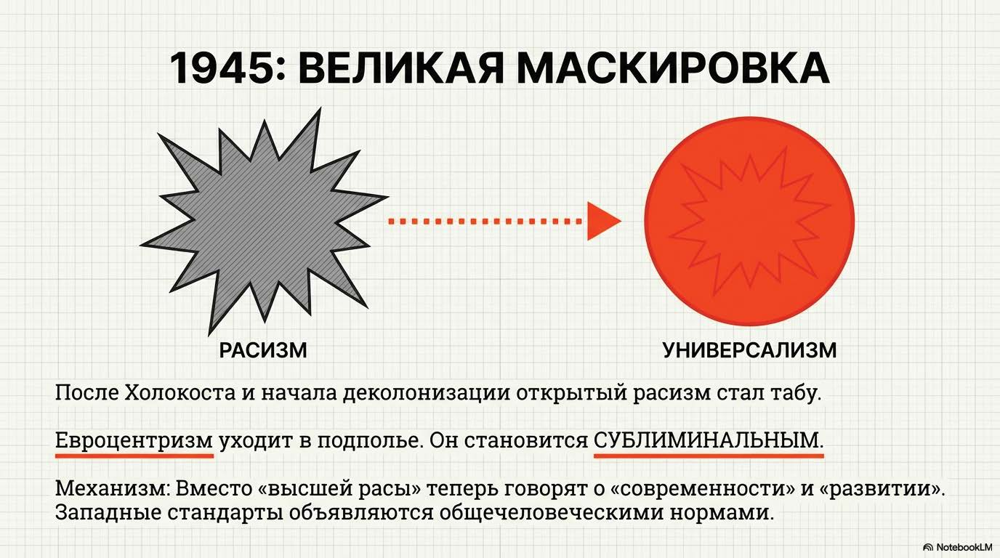 1945: ВЕЛИКАЯ МАСКИРОВКА
РАСИЗМ
УНИВЕРСАЛИЗМ
После Холокоста и начала деколонизации открытый расизм стал табу.
Евроцентризм уходит в подполье. Он становится СУБЛИМИНАЛЬНЫМ.
Механизм: Вместо «высшей расы» теперь говорят о «современности» и «развитии».
Западные стандарты объявляются общечеловеческими нормами.
NotebookLM